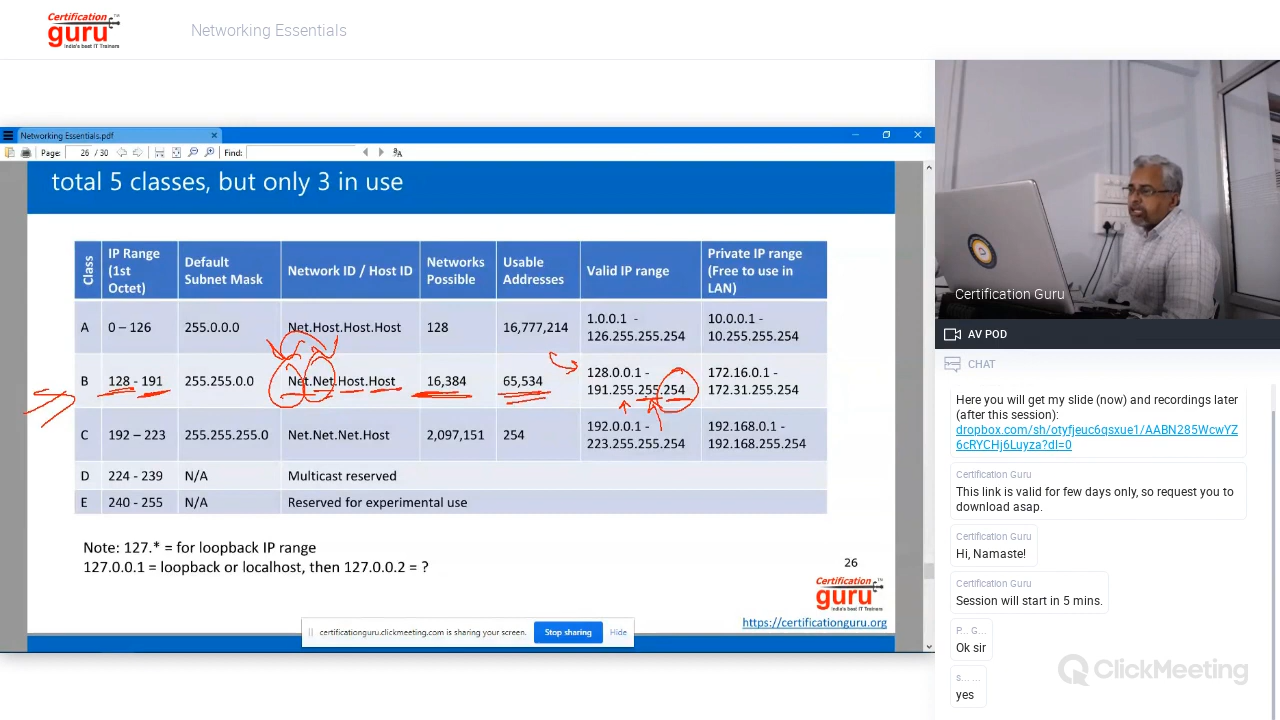 Certification
guru™
India's best IT Trainers
Networking Essentials
Networking Essentials.pdf
Page: 26 / 30 Find:
total 5 classes, but only 3 in use
Class
IP Range (1st Octet)
Default Subnet Mask
Network ID / Host ID
Networks Possible
Usable Addresses
Valid IP range
Private IP range (Free to use in LAN)
A
0 – 126
255.0.0.0
Net.Host.Host.Host
128
16,777,214
1.0.0.1 -
126.255.255.254
10.0.0.1 -
10.255.255.254
B
128 - 191
255.255.0.0
Net.Net.Host.Host
16,384
65,534
128.0.0.1 -
191.255.255.254
172.16.0.1 -
172.31.255.254
C
192 – 223
255.255.255.0
Net.Net.Net.Host
2,097,151
254
192.0.0.1 -
223.255.255.254
192.168.0.1 -
192.168.255.254
D
224 - 239
N/A
Multicast reserved
E
240 - 255
N/A
Reserved for experimental use
Note: 127.* = for loopback IP range
127.0.0.1 = loopback or localhost, then 127.0.0.2 = ?
26
Certification
guru™
India's best IT Trainers
https://certificationguru.org
certificationguru.clickmeeting.com is sharing your screen.
Stop sharing
Hide
Certification Guru
AV POD
CHAT
Here you will get my slide (now) and recordings later
(after this session):
dropbox.com/sh/otyfjeuc6qsxue1/AABN285WcwYZ
6cRYCHj6Luyza?dl=0
Certification Guru
This link is valid for few days only, so request you to
download asap.
Certification Guru
Hi, Namaste!
Certification Guru
Session will start in 5 mins.
P... G...
Ok sir
s... ...
yes
ClickMeeting